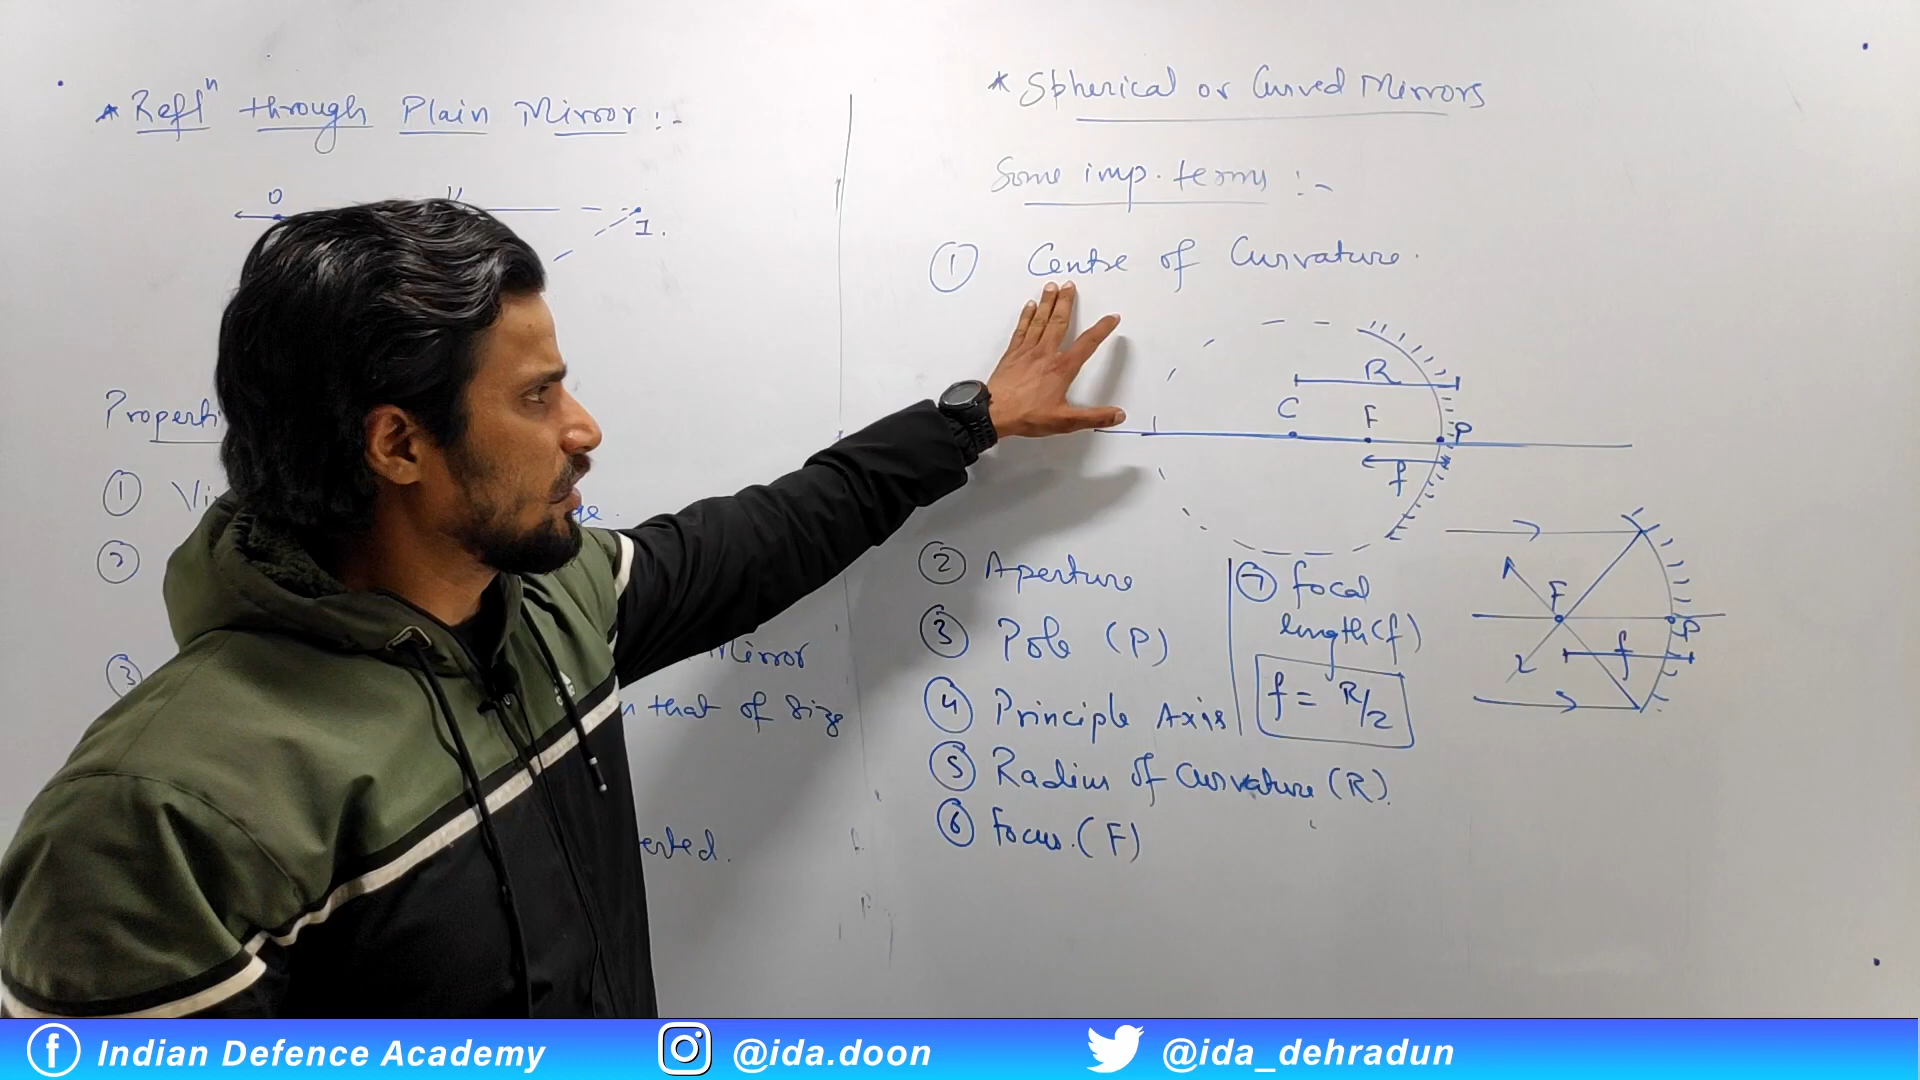 * Reflⁿ through Plain Mirror :-
O
I.
Properti
① Vi
ge.
②
③
Mirror
n that of size
erted.
* Spherical or Curved Mirrors
Some imp. terms :-
① Centre of Curvature.
R
C F P
f
② Aperture
③ Pole (P)
④ Principle Axis
⑤ Radius of Curvature (R).
⑥ Focus. (F)
⑦ focal
length (f)
f = R/2
F
P
f
Indian Defence Academy
@ida.doon
@ida_dehradun